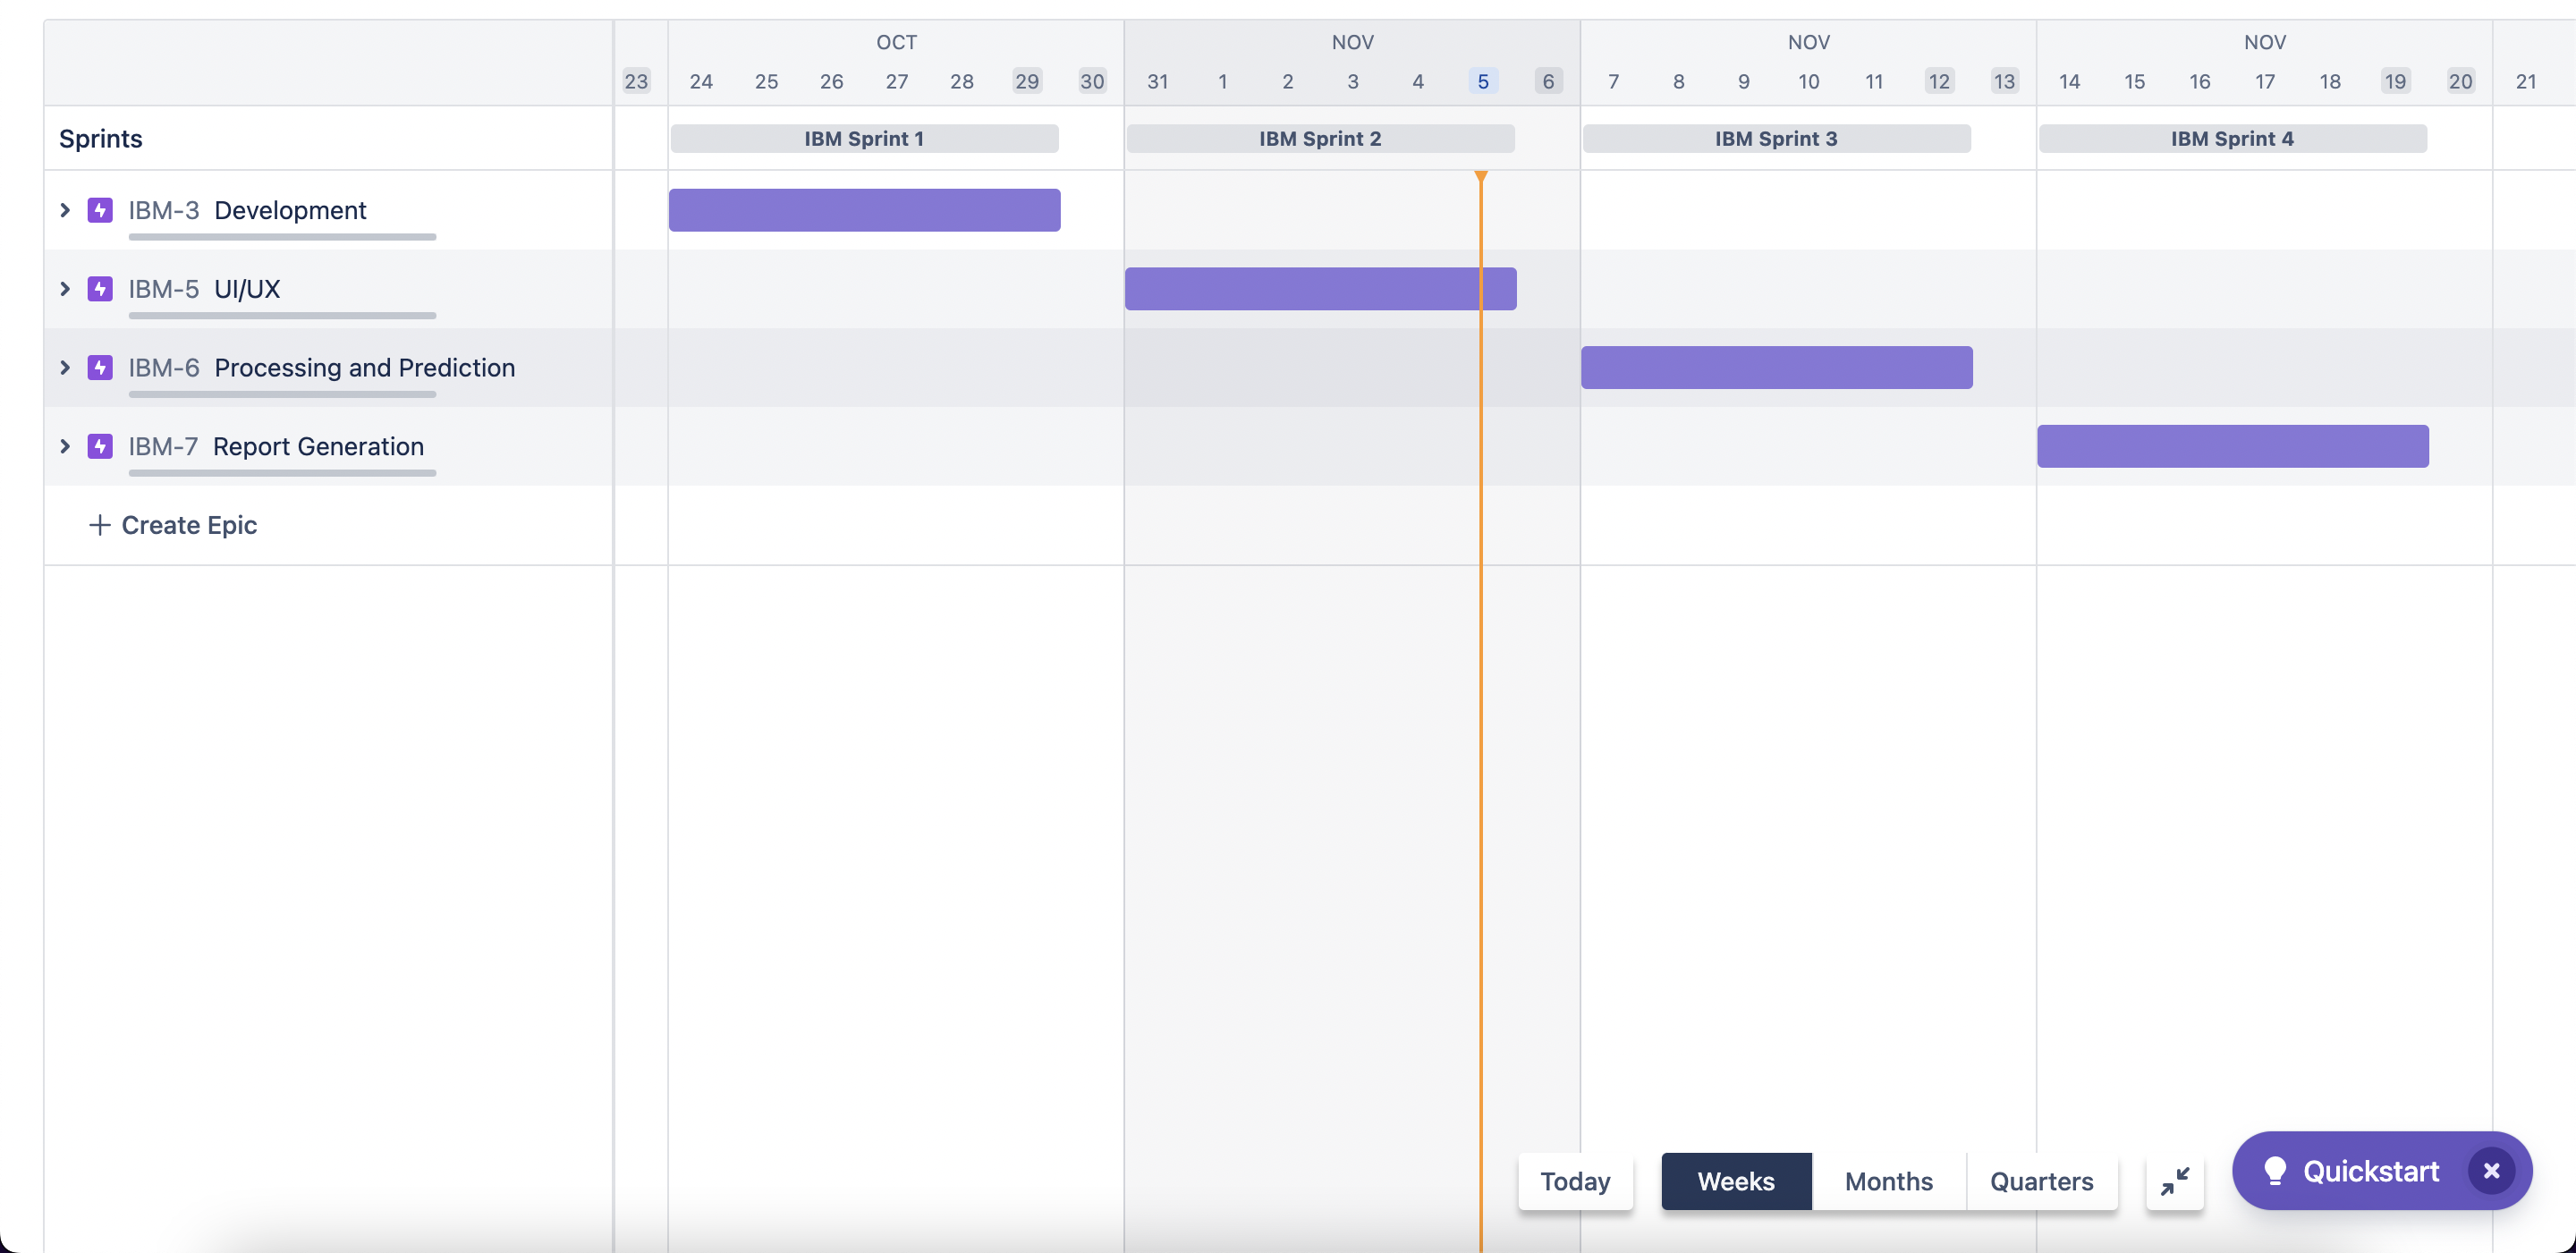 OCT NOV NOV NOV
23 24 25 26 27 28 29 30 31 1 2 3 4 5 6 7 8 9 10 11 12 13 14 15 16 17 18 19 20 21
Sprints IBM Sprint 1 IBM Sprint 2 IBM Sprint 3 IBM Sprint 4
IBM-3 Development
IBM-5 UI/UX
IBM-6 Processing and Prediction
IBM-7 Report Generation
+ Create Epic
Today Weeks Months Quarters Quickstart